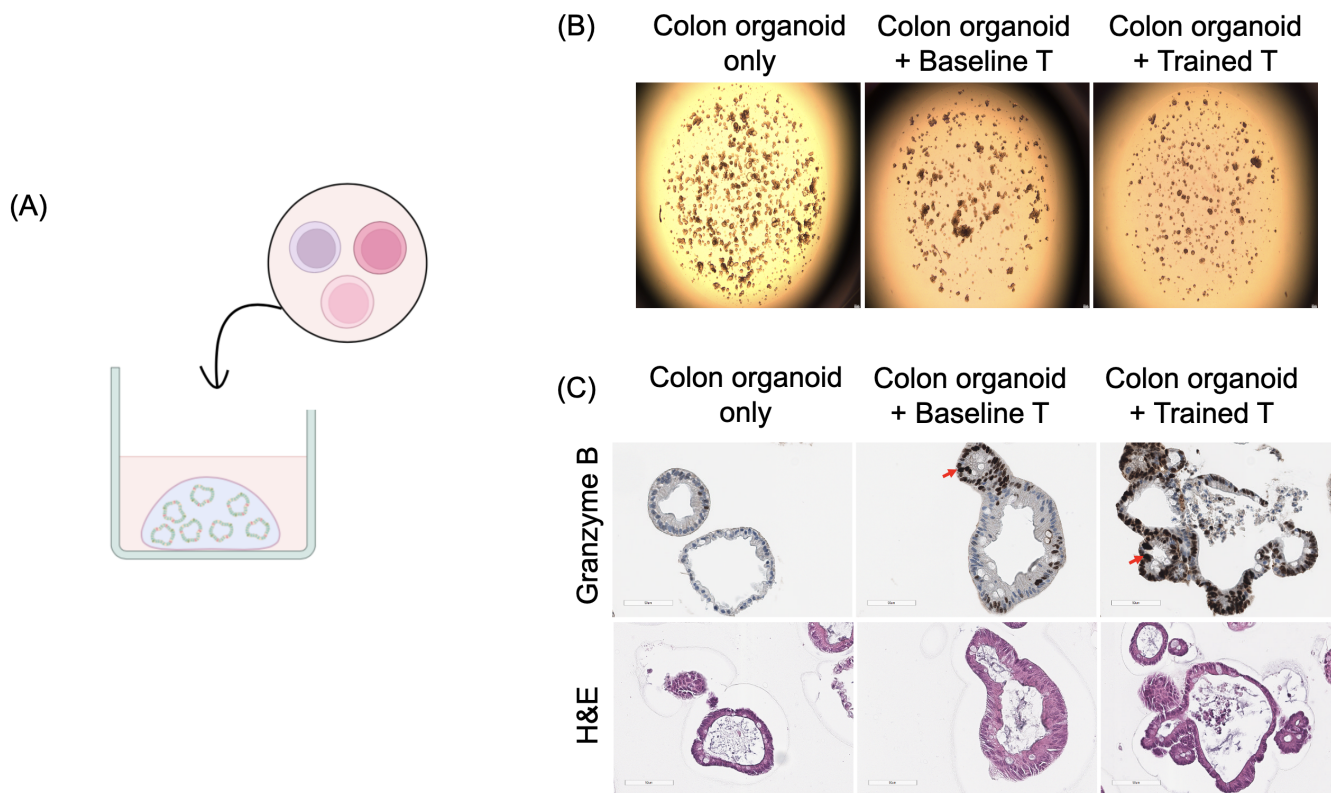 (A)
(B)
Colon organoid
only
Colon organoid
+ Baseline T
Colon organoid
+ Trained T
(C)
Colon organoid
only
Colon organoid
+ Baseline T
Colon organoid
+ Trained T
Granzyme B
H&E